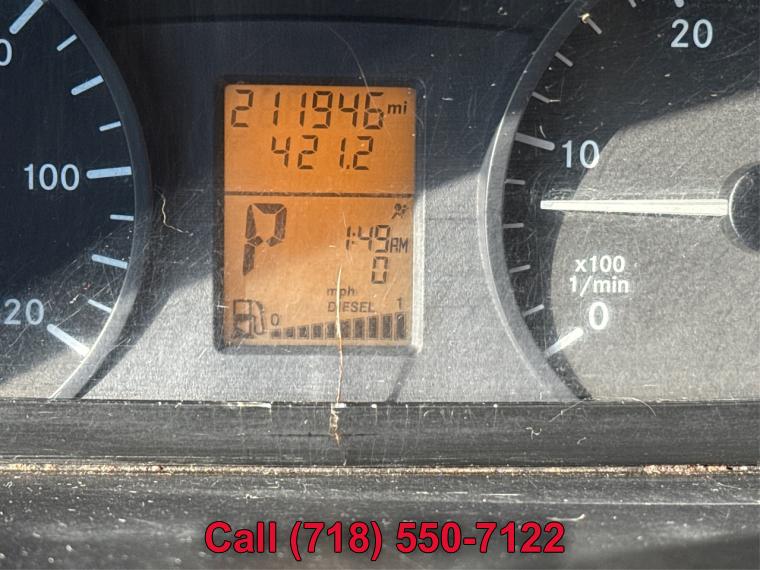 20
211946 mi
421.2
10
100
P
1:49AM
0
x100
1/min
mph
DIESEL
0 1
20
0
Call (718) 550-7122